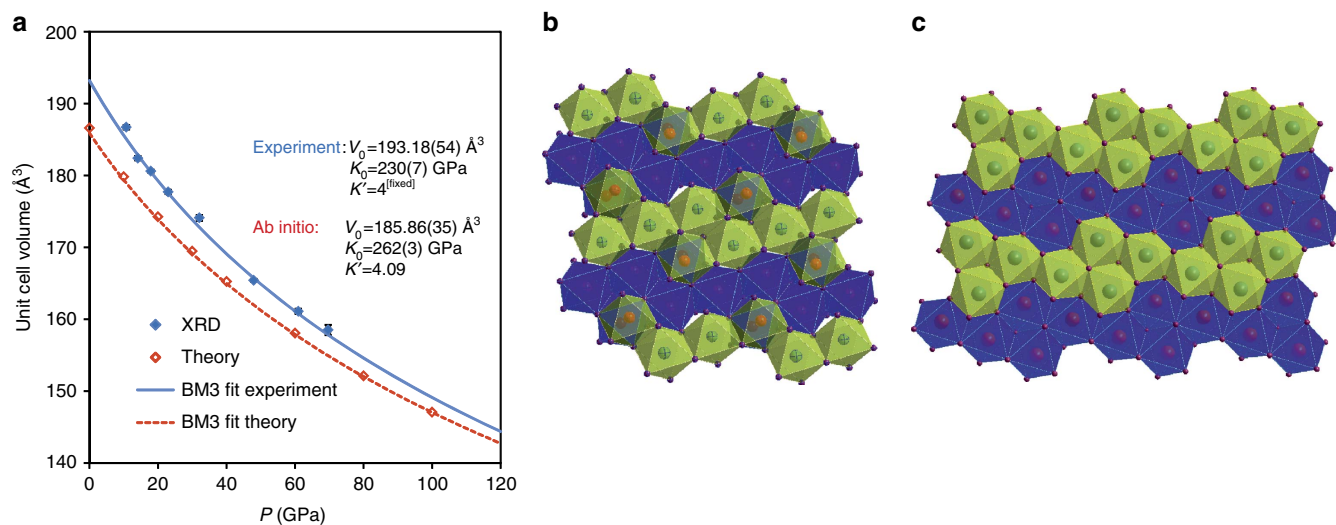 a
b
c
200
190
180
170
160
150
140
Unit cell volume (Å³)
Experiment: V₀=193.18(54) Å³
K₀=230(7) GPa
K′=4[fixed]
Ab initio: V₀=185.86(35) Å³
K₀=262(3) GPa
K′=4.09
XRD
Theory
BM3 fit experiment
BM3 fit theory
0 20 40 60 80 100 120
P (GPa)